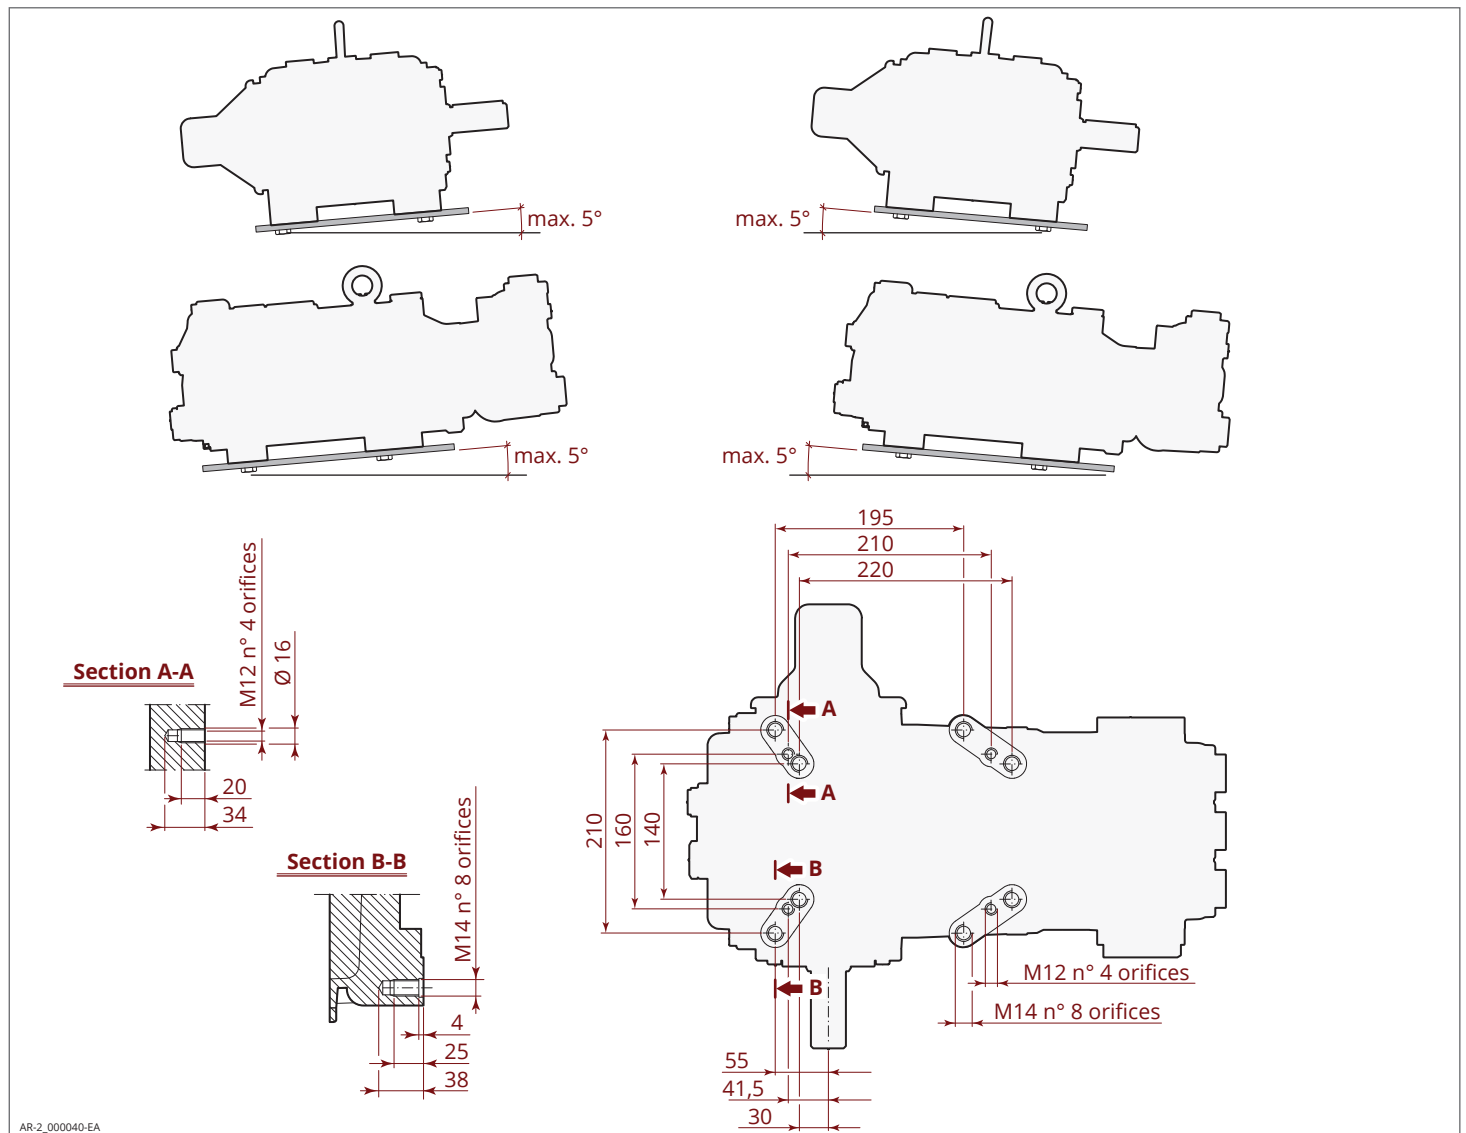 max. 5°
max. 5°
max. 5°
max. 5°
195
210
220
M12 n° 4 orifices
Ø 16
Section A-A
20
34
A
A
210
160
140
B
B
Section B-B
M14 n° 8 orifices
4
25
38
M12 n° 4 orifices
M14 n° 8 orifices
55
41,5
30
AR-2_000040-EA